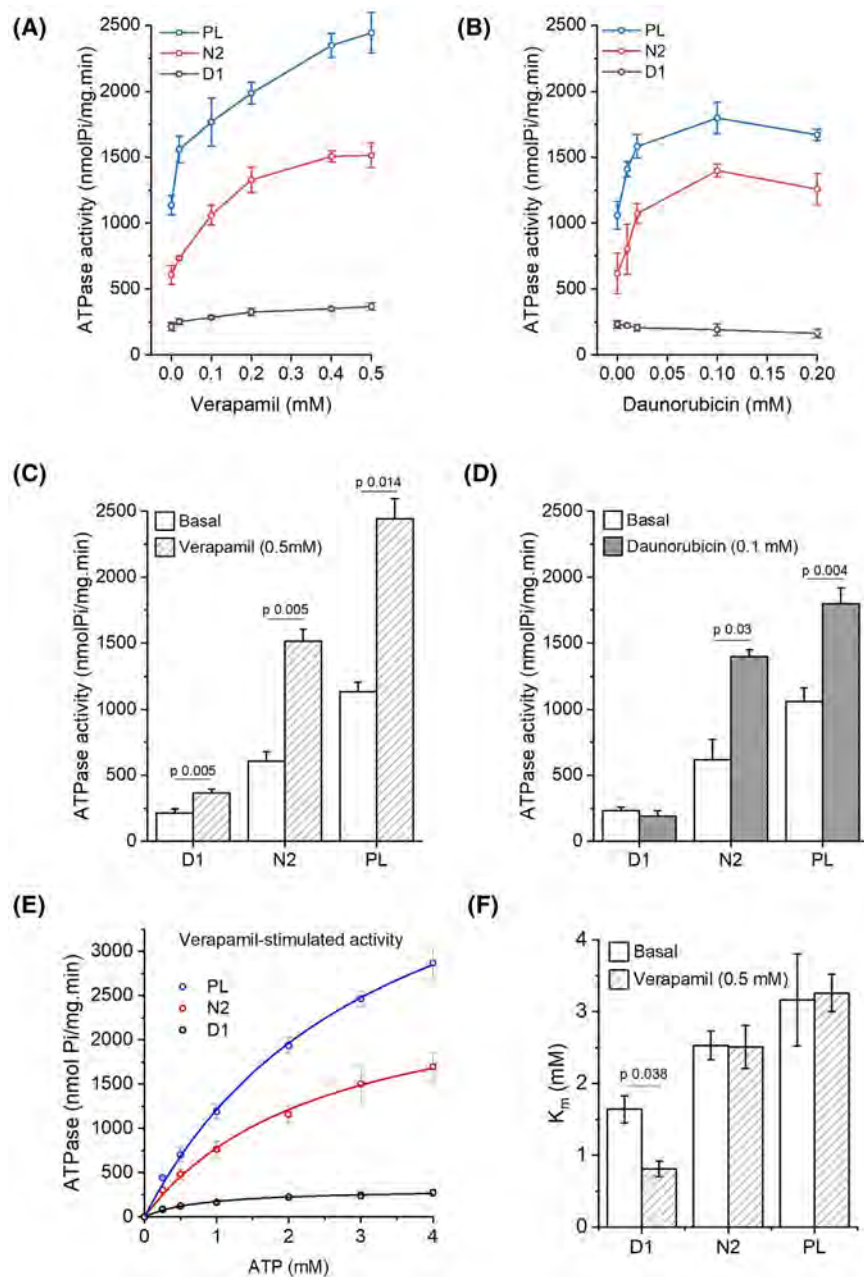 (A)
PL
N2
D1
ATPase activity (nmolPi/mg.min)
2500
2000
1500
1000
500
0
0.0 0.1 0.2 0.3 0.4 0.5
Verapamil (mM)
(B)
PL
N2
D1
ATPase activity (nmolPi/mg.min)
2500
2000
1500
1000
500
0
0.00 0.05 0.10 0.15 0.20
Daunorubicin (mM)
(C)
p 0.014
Basal
Verapamil (0.5mM)
p 0.005
p 0.005
ATPase activity (nmolPi/mg.min)
2500
2000
1500
1000
500
0
D1 N2 PL
(D)
Basal
Daunorubicin (0.1 mM)
p 0.004
p 0.03
ATPase activity (nmolPi/mg.min)
2500
2000
1500
1000
500
0
D1 N2 PL
(E)
Verapamil-stimulated activity
PL
N2
D1
ATPase (nmol Pi/mg.min)
3000
2500
2000
1500
1000
500
0
0 1 2 3 4
ATP (mM)
(F)
Basal
Verapamil (0.5 mM)
p 0.038
Km (mM)
4
3
2
1
0
D1 N2 PL